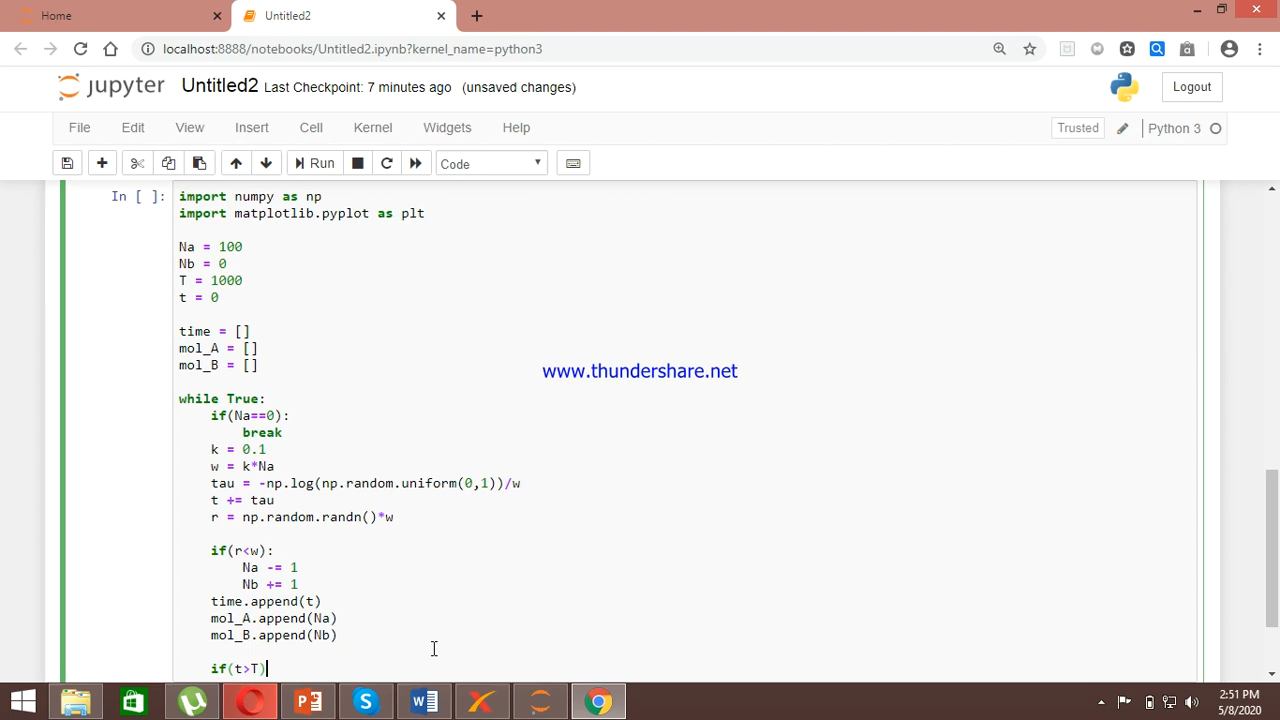 Home
Untitled2
localhost:8888/notebooks/Untitled2.ipynb?kernel_name=python3
jupyter Untitled2 Last Checkpoint: 7 minutes ago (unsaved changes)
Logout
File Edit View Insert Cell Kernel Widgets Help
Trusted
Python 3
Run
Code
In [ ]:
import numpy as np
import matplotlib.pyplot as plt
Na = 100
Nb = 0
T = 1000
t = 0
time = []
mol_A = []
mol_B = []
www.thundershare.net
while True:
if(Na==0):
break
k = 0.1
w = k*Na
tau = -np.log(np.random.uniform(0,1))/w
t += tau
r = np.random.randn()*w
if(r<w):
Na -= 1
Nb += 1
time.append(t)
mol_A.append(Na)
mol_B.append(Nb)
if(t>T)
2:51 PM
5/8/2020